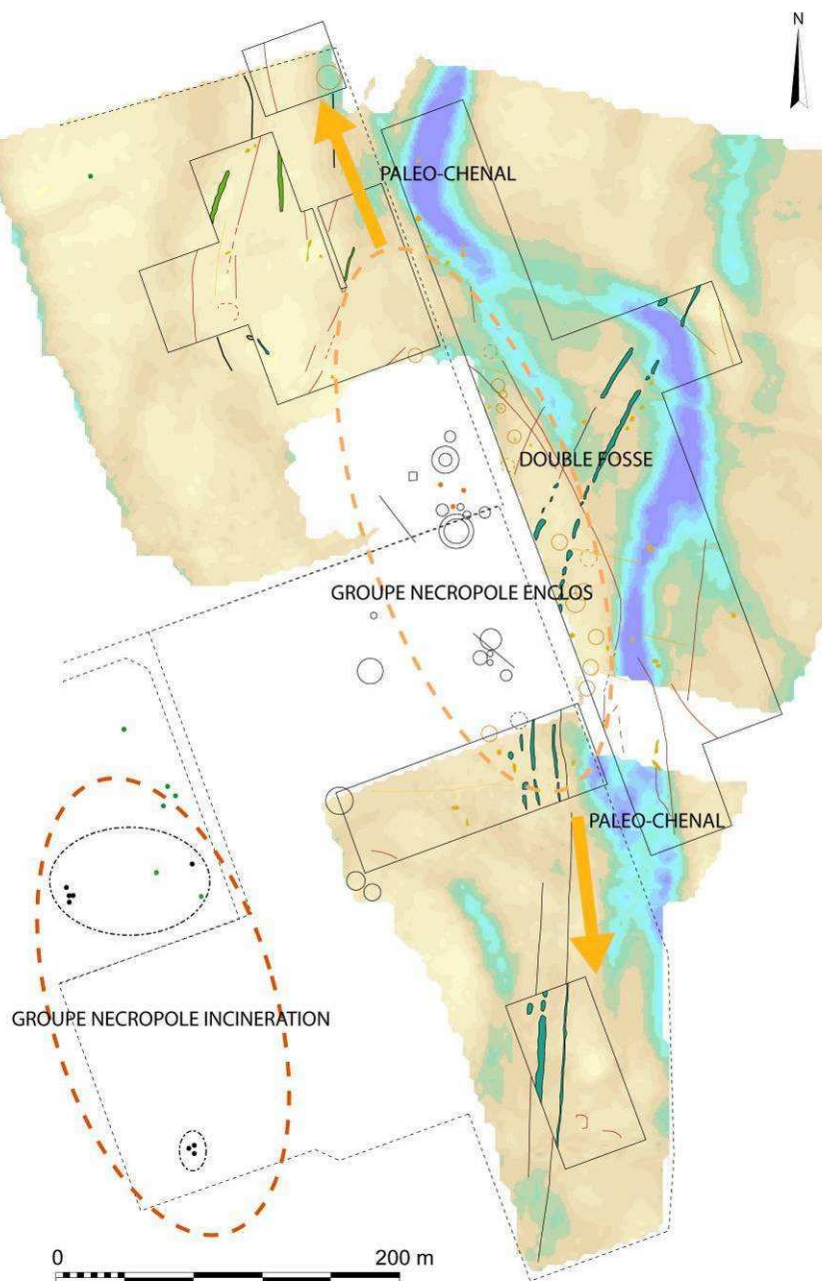 N
PALEO-CHENAL
DOUBLE FOSSE
GROUPE NECROPOLE ENCLOS
PALEO-CHENAL
GROUPE NECROPOLE INCINERATION
0 200 m